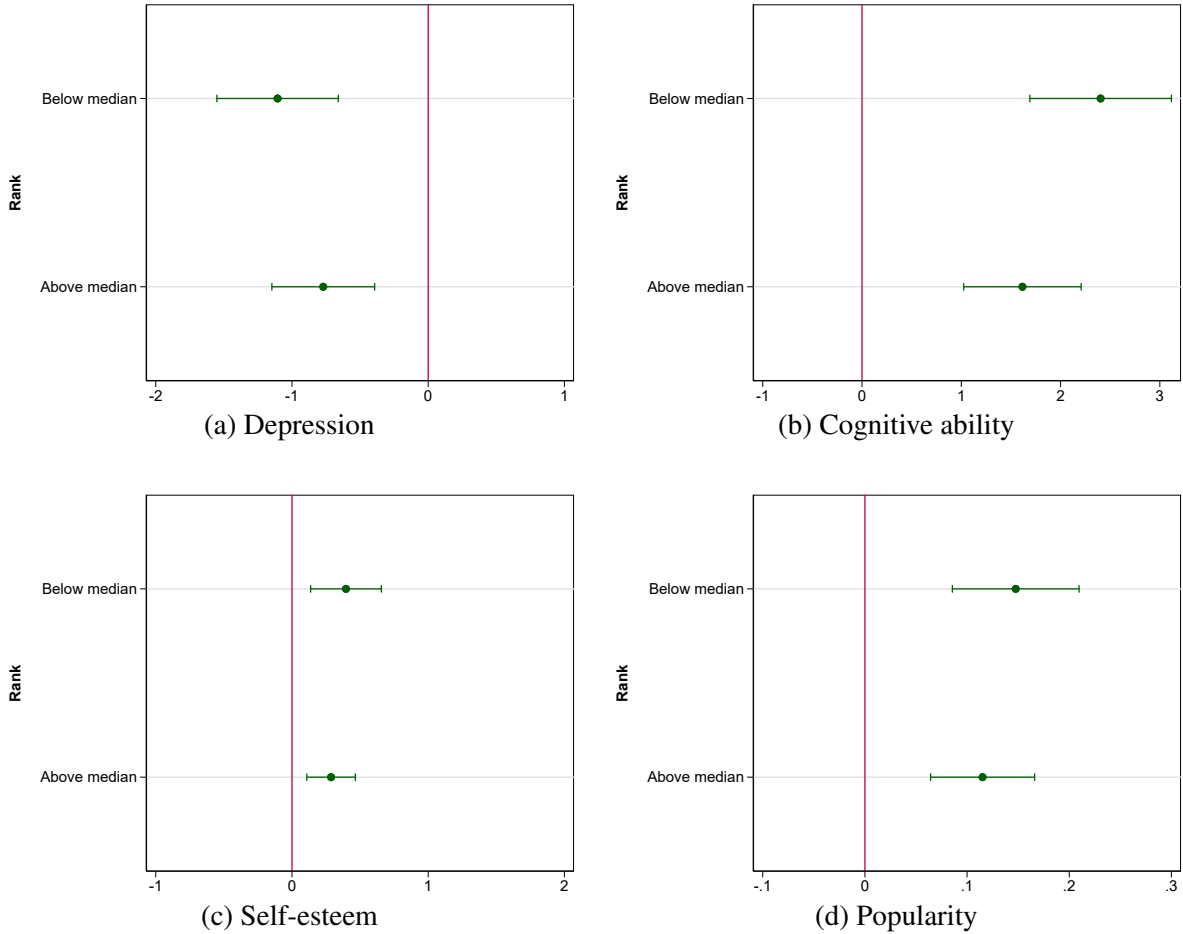 Rank
Below median
Above median
-2 -1 0 1
(a) Depression
Rank
Below median
Above median
-1 0 1 2 3
(b) Cognitive ability
Rank
Below median
Above median
-1 0 1 2
(c) Self-esteem
Rank
Below median
Above median
-.1 0 .1 .2 .3
(d) Popularity